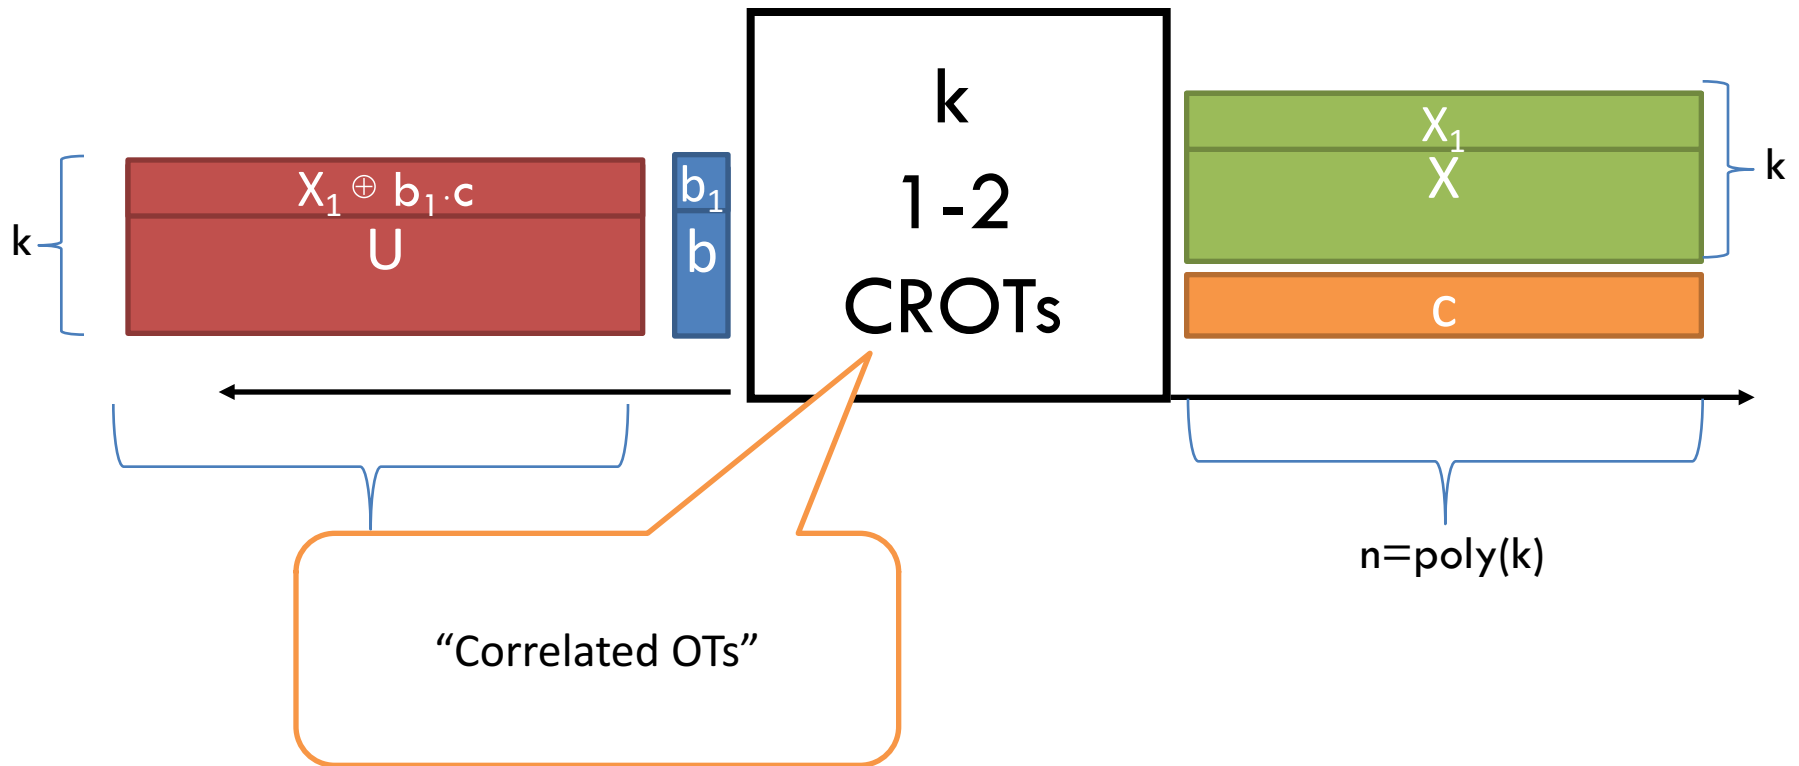 k
X₁ ⊕ b₁·c
U
b₁
b
k
1-2
CROTs
X₁
X
k
c
n=poly(k)
“Correlated OTs”